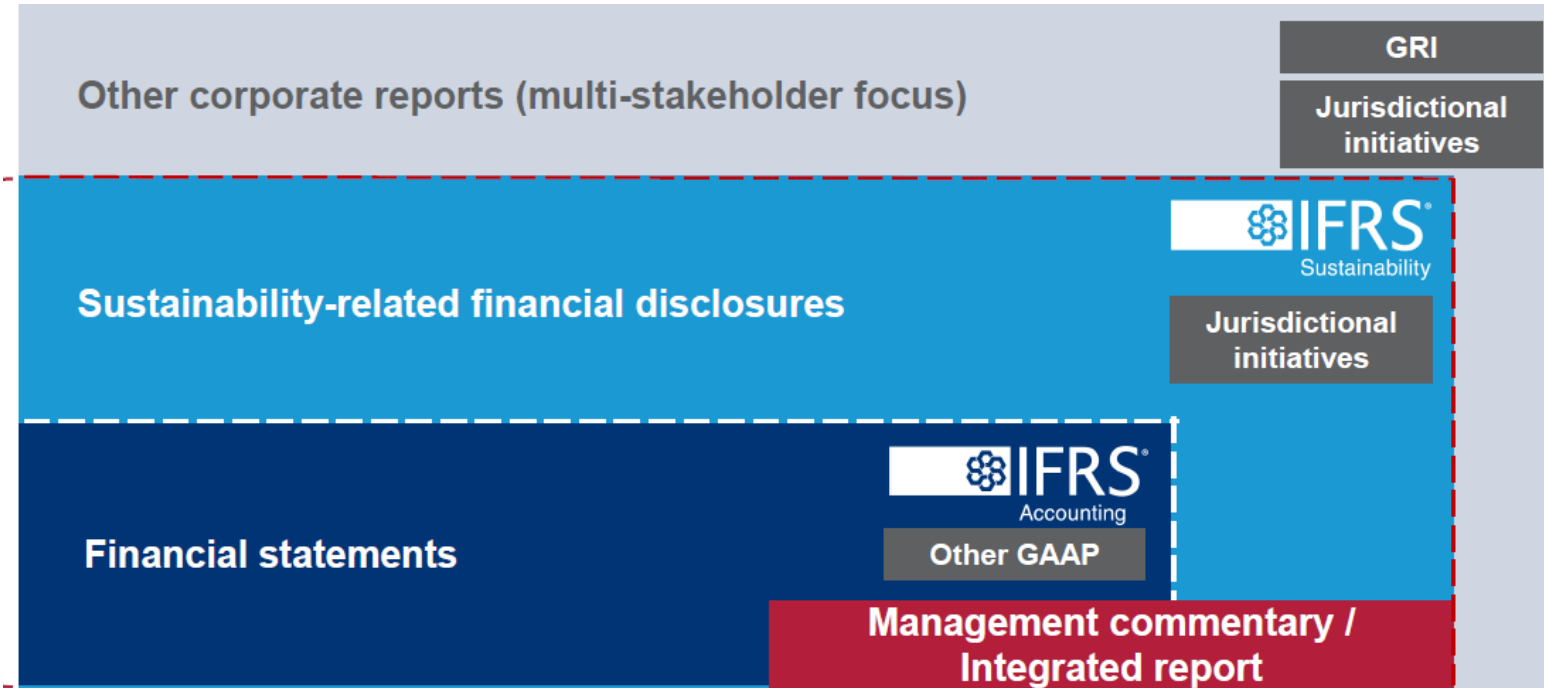 GRI
Other corporate reports (multi-stakeholder focus)
Jurisdictional
initiatives
IFRS®
Sustainability
Sustainability-related financial disclosures
Jurisdictional
initiatives
IFRS®
Accounting
Financial statements
Other GAAP
Management commentary /
Integrated report